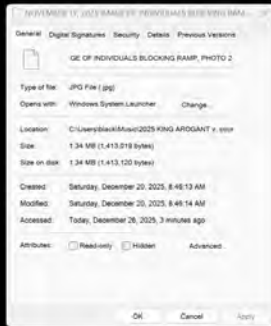 NOVEMBER 17, 2025 IMAGE OF INDIVIDUALS BLOCKING RAM...
General Digital Signatures Security Details Previous Versions
GE OF INDIVIDUALS BLOCKING RAMP, PHOTO 2
Type of file: JPG File (.jpg)
Opens with: Windows System Launcher Change...
Location: C:\Users\black\Music\2025 KING AROGANT v.
Size: 1.34 MB (1,413,019 bytes)
Size on disk: 1.34 MB (1,413,120 bytes)
Created: Saturday, December 20, 2025, 8:46:13 AM
Modified: Saturday, December 20, 2025, 8:46:14 AM
Accessed: Today, December 26, 2025, 3 minutes ago
Attributes: Read-only Hidden Advanced...
OK Cancel Apply